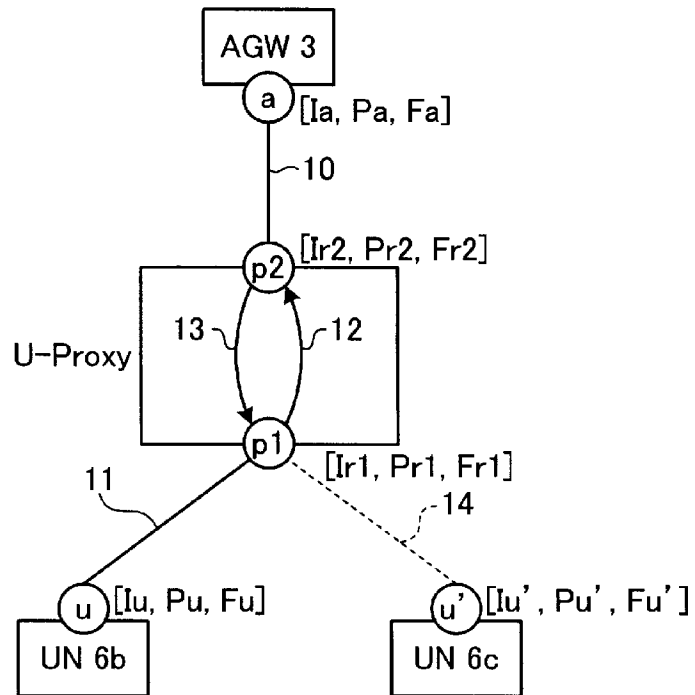 AGW 3
a
[Ia, Pa, Fa]
10
[Ir2, Pr2, Fr2]
p2
13
12
U-Proxy
p1
[Ir1, Pr1, Fr1]
11
14
u
[Iu, Pu, Fu]
u'
[Iu', Pu', Fu']
UN 6b
UN 6c